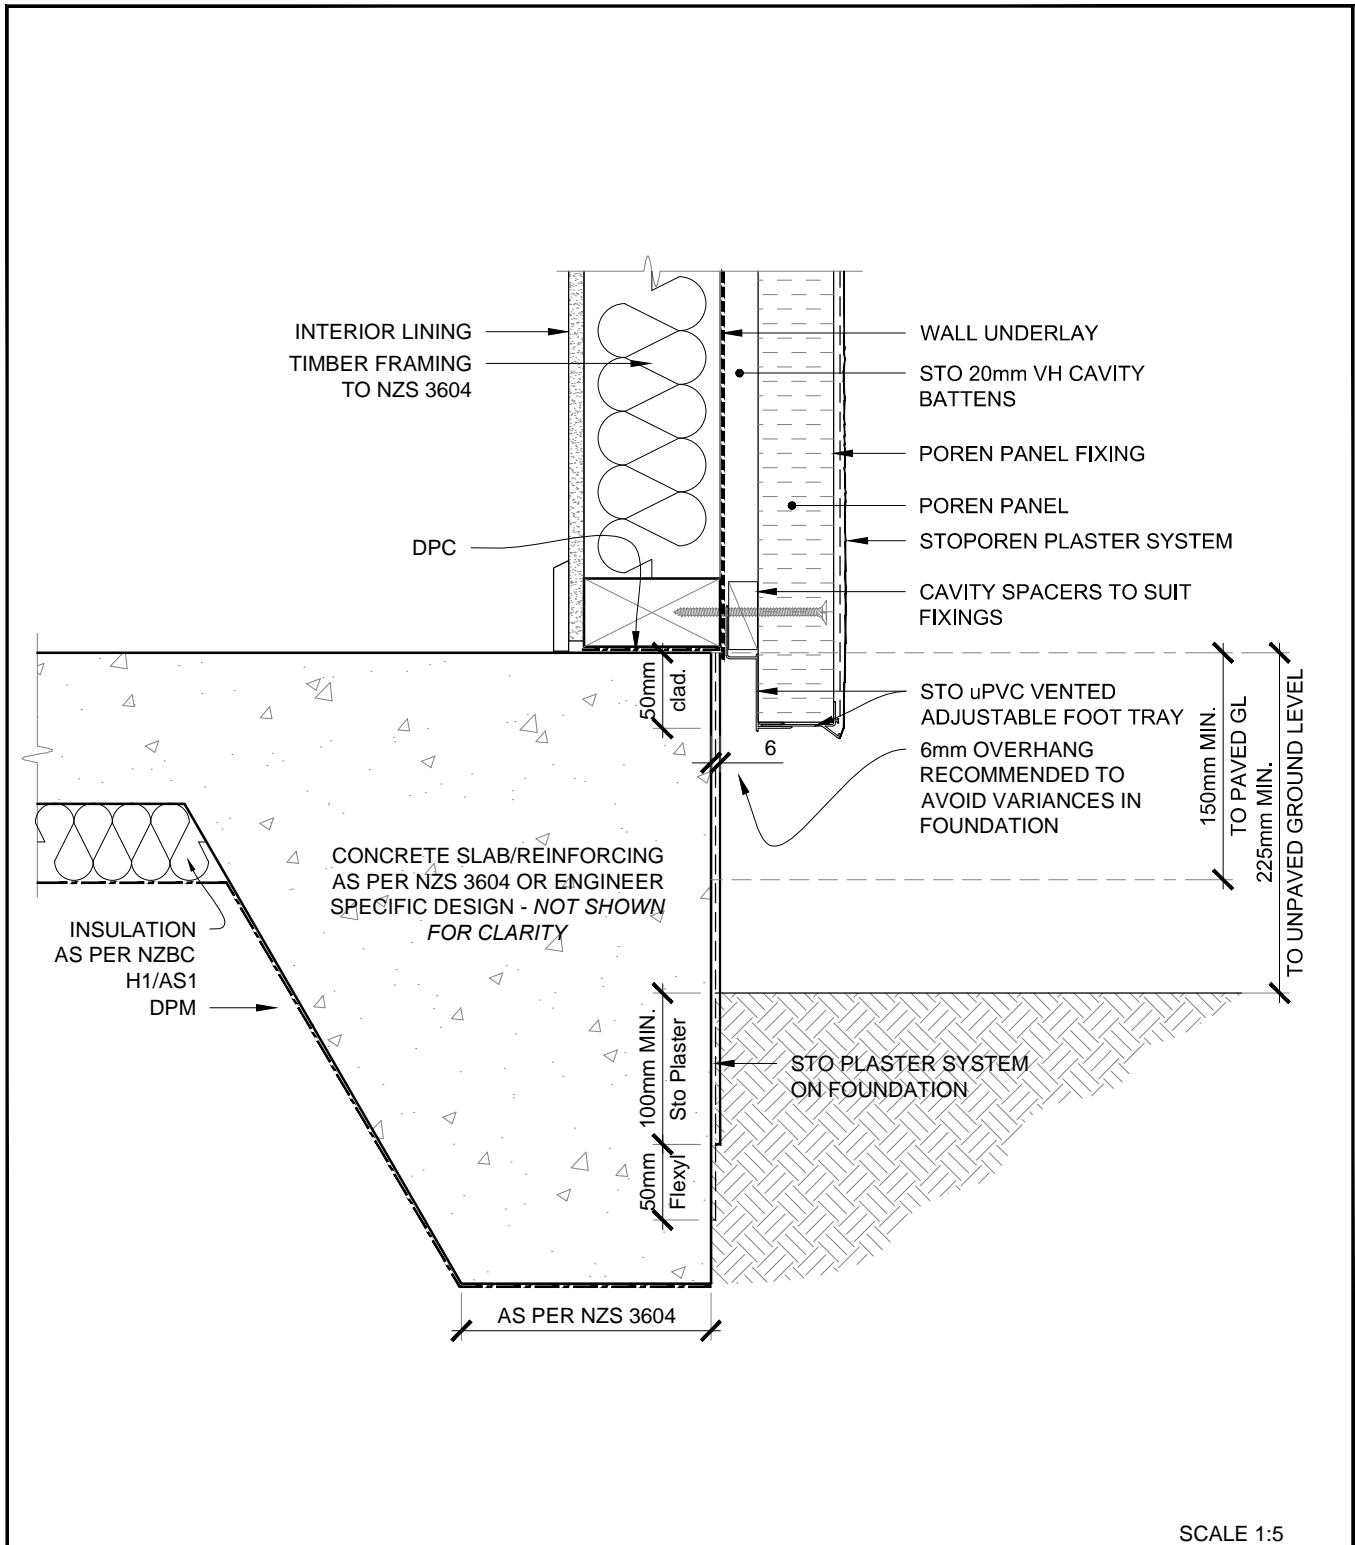 INTERIOR LINING
TIMBER FRAMING
TO NZS 3604
DPC
WALL UNDERLAY
STO 20mm VH CAVITY
BATTENS
POREN PANEL FIXING
POREN PANEL
STOPOREN PLASTER SYSTEM
CAVITY SPACERS TO SUIT
FIXINGS
STO uPVC VENTED
ADJUSTABLE FOOT TRAY
6mm OVERHANG
RECOMMENDED TO
AVOID VARIANCES IN
FOUNDATION
50mm
clad.
6
150mm MIN.
TO PAVED GL
225mm MIN.
TO UNPAVED GROUND LEVEL
CONCRETE SLAB/REINFORCING
AS PER NZS 3604 OR ENGINEER
SPECIFIC DESIGN - NOT SHOWN
FOR CLARITY
INSULATION
AS PER NZBC
H1/AS1
DPM
100mm MIN.
Sto Plaster
STO PLASTER SYSTEM
ON FOUNDATION
50mm
Flexyl
AS PER NZS 3604
SCALE 1:5